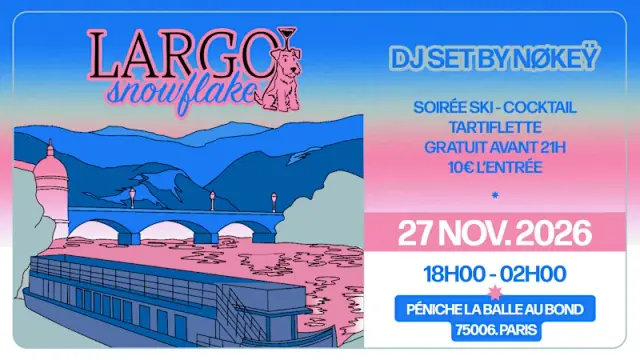 LARGO
snowflake
DJ SET BY NØKEŸ
SOIRÉE SKI - COCKTAIL
TARTIFLETTE
GRATUIT AVANT 21H
10€ L'ENTRÉE
27 NOV. 2026
18H00 - 02H00
PÉNICHE LA BALLE AU BOND
75006. PARIS